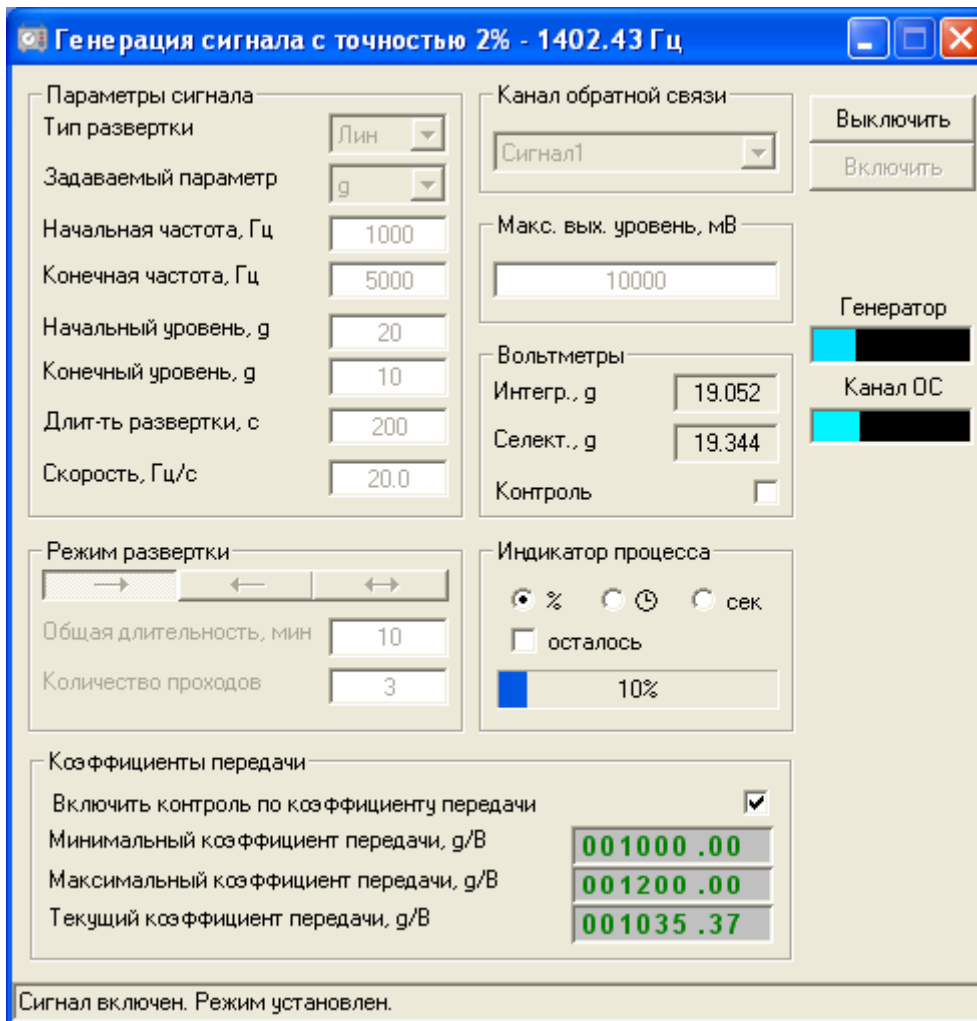 Генерация сигнала с точностью 2% - 1402.43 Гц
Параметры сигнала
Тип развертки Лин
Задаваемый параметр g
Начальная частота, Гц 1000
Конечная частота, Гц 5000
Начальный уровень, g 20
Конечный уровень, g 10
Длит-ть развертки, с 200
Скорость, Гц/с 20.0
Канал обратной связи
Сигнал1
Макс. вых. уровень, мВ
10000
Вольтметры
Интегр., g 19.052
Селект., g 19.344
Контроль
Выключить
Включить
Генератор
Канал ОС
Режим развертки
Общая длительность, мин 10
Количество проходов 3
Индикатор процесса
% сек
осталось
10%
Коэффициенты передачи
Включить контроль по коэффициенту передачи
Минимальный коэффициент передачи, g/В 001000.00
Максимальный коэффициент передачи, g/В 001200.00
Текущий коэффициент передачи, g/В 001035.37
Сигнал включен. Режим установлен.